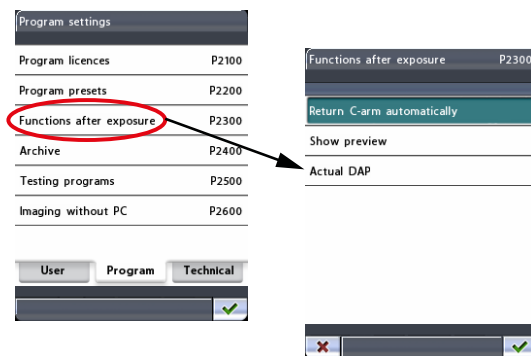 Program settings
Program licences P2100
Program presets P2200
Functions after exposure P2300
Archive P2400
Testing programs P2500
Imaging without PC P2600
User Program Technical
Functions after exposure P2300
Return C-arm automatically
Show preview
Actual DAP